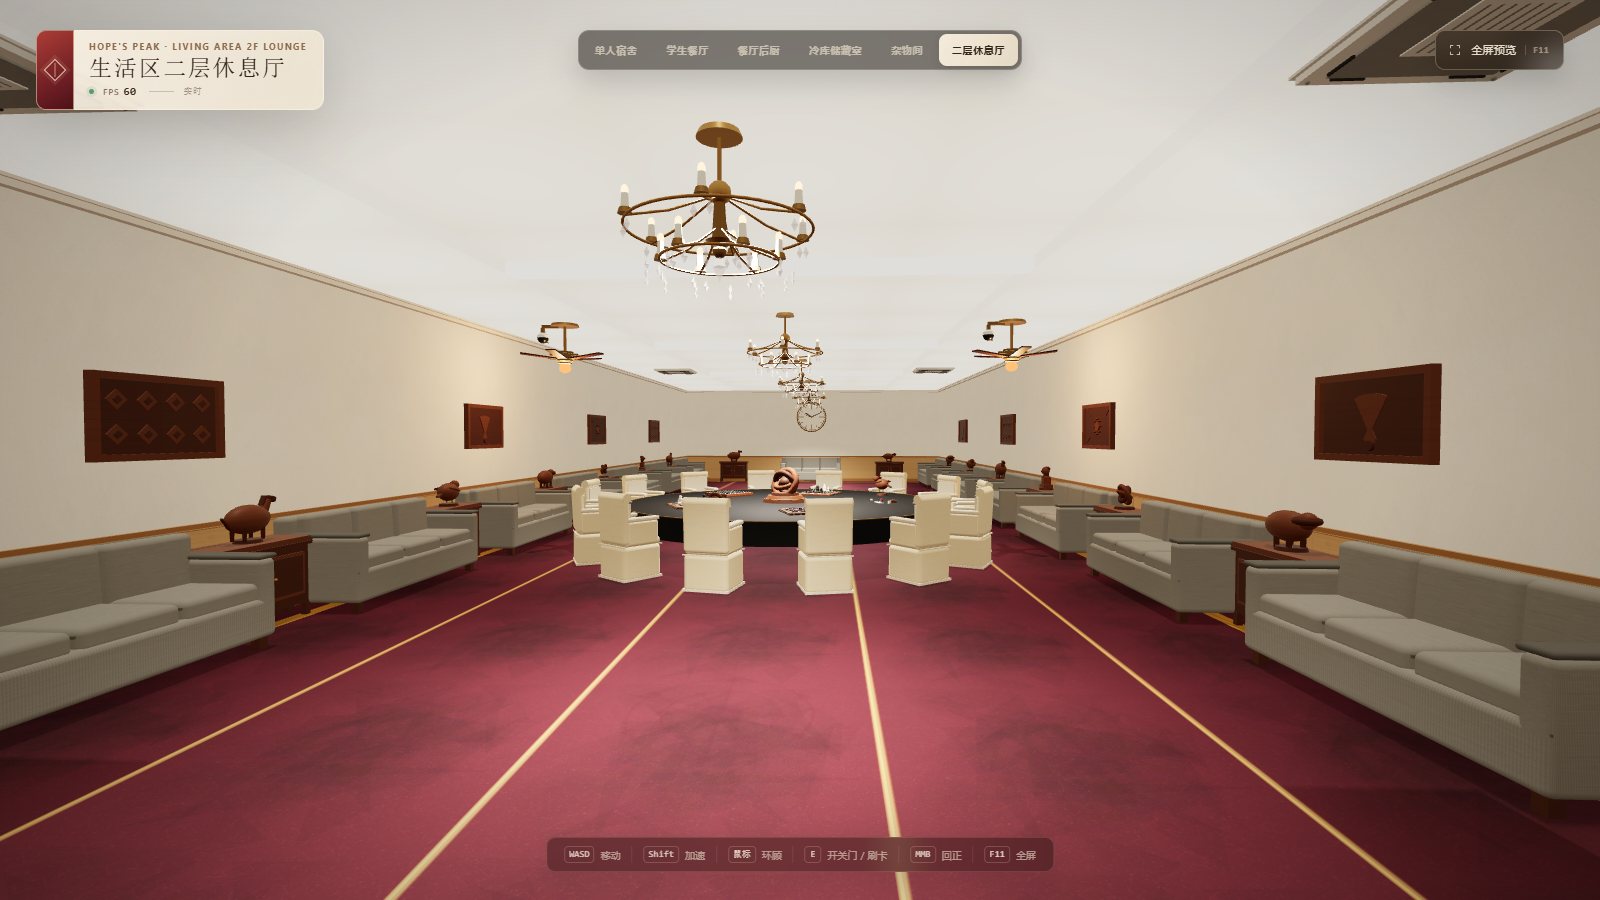 HOPE'S PEAK · LIVING AREA 2F LOUNGE
生活区二层休息厅
FPS 60 实时
单人宿舍 学生餐厅 餐厅后厨 冷库储藏室 杂物间 二层休息厅
全屏预览 F11
WASD 移动 Shift 加速 鼠标 环顾 E 开关门 / 刷卡 MMB 回正 F11 全屏